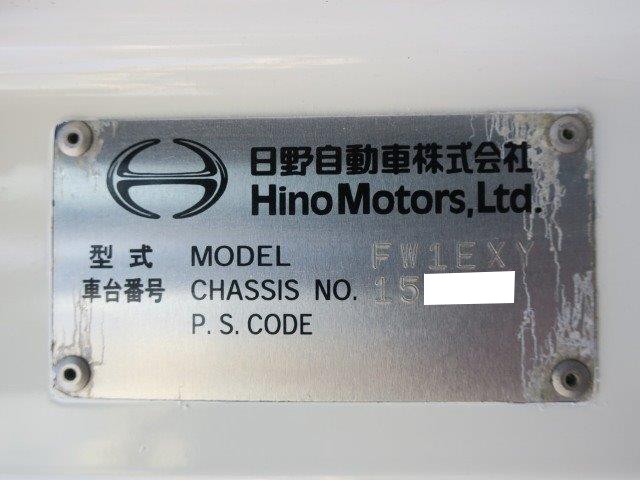 日野自動車株式会社
Hino Motors, Ltd.
型式 MODEL FW1EXY
車台番号 CHASSIS NO. 15
P. S. CODE